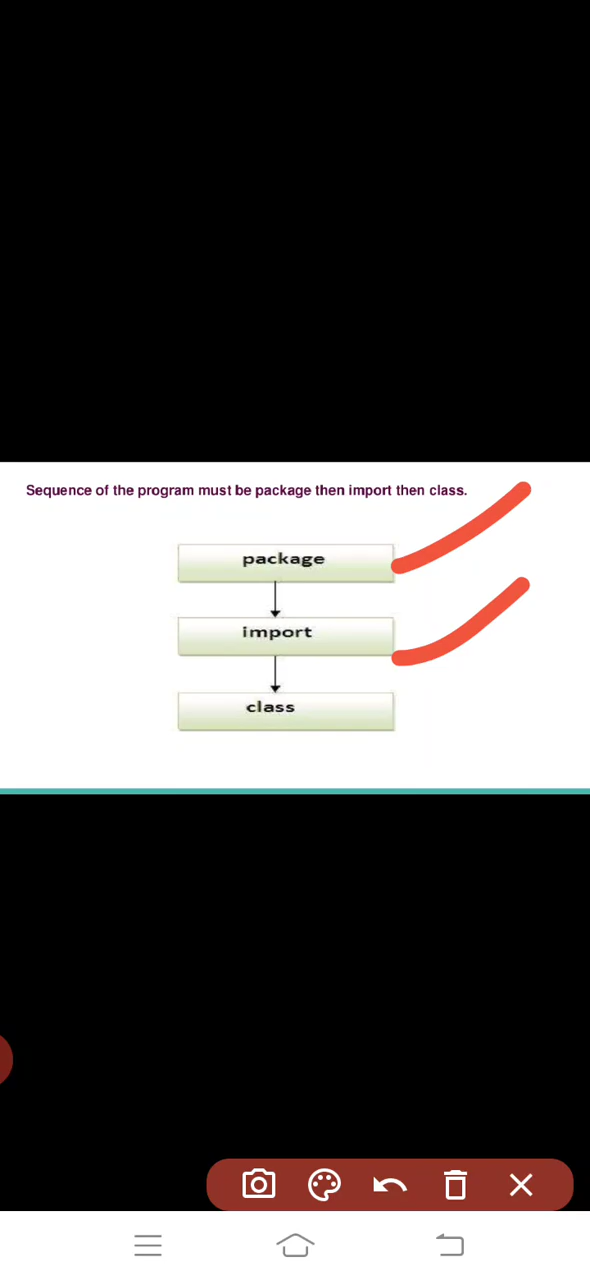 Sequence of the program must be package then import then class.
package
import
class